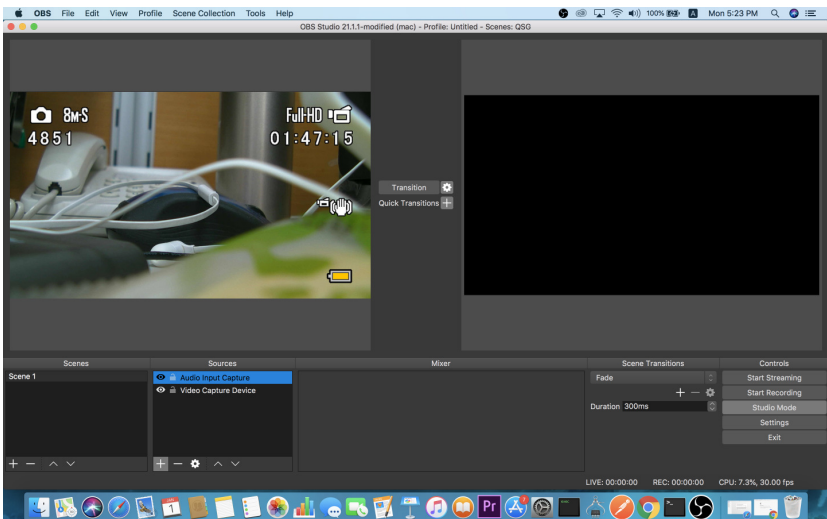 OBS File Edit View Profile Scene Collection Tools Help 100% Mon 5:23 PM
OBS Studio 21.1.1-modified (mac) - Profile: Untitled - Scenes: QSG
8M-S Full-HD
4851 01:47:15
Transition
Quick Transitions
Scenes Sources Mixer Scene Transitions Controls
Scene 1 Audio Input Capture Fade Start Streaming
Video Capture Device Start Recording
Duration 300ms Studio Mode
Settings
Exit
LIVE: 00:00:00 REC: 00:00:00 CPU: 7.3%, 30.00 fps
Pr